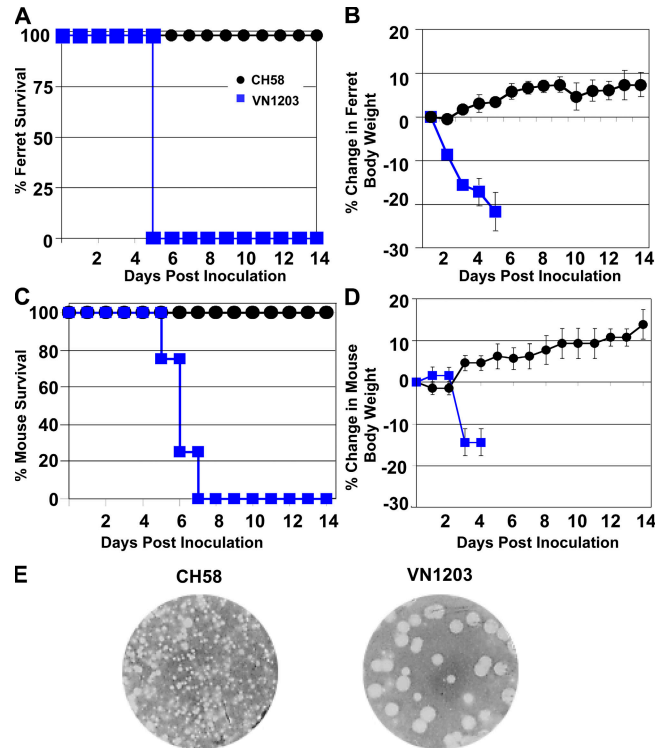 A
% Ferret Survival
100
75
50
25
0
CH58
VN1203
2 4 6 8 10 12 14
Days Post Inoculation
B
% Change in Ferret
Body Weight
20
10
0
-10
-20
-30
2 4 6 8 10 12 14
Days Post Inoculation
C
% Mouse Survival
100
80
60
40
20
0
0 2 4 6 8 10 12 14
Days Post Inoculation
D
% Change in Mouse
Body Weight
20
10
0
-10
-20
-30
0 2 4 6 8 10 12 14
Days Post Inoculation
E
CH58
VN1203